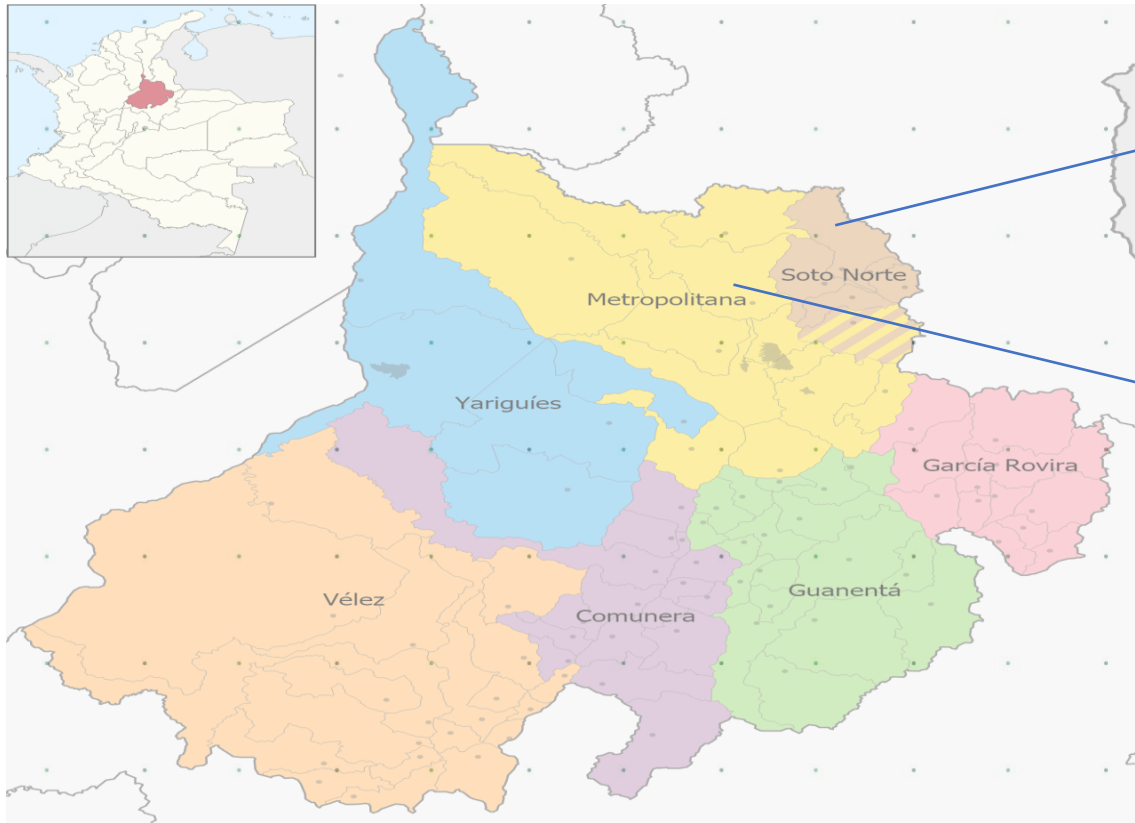 Soto Norte
Metropolitana
Yariguíes
García Rovira
Vélez
Guanentá
Comunera